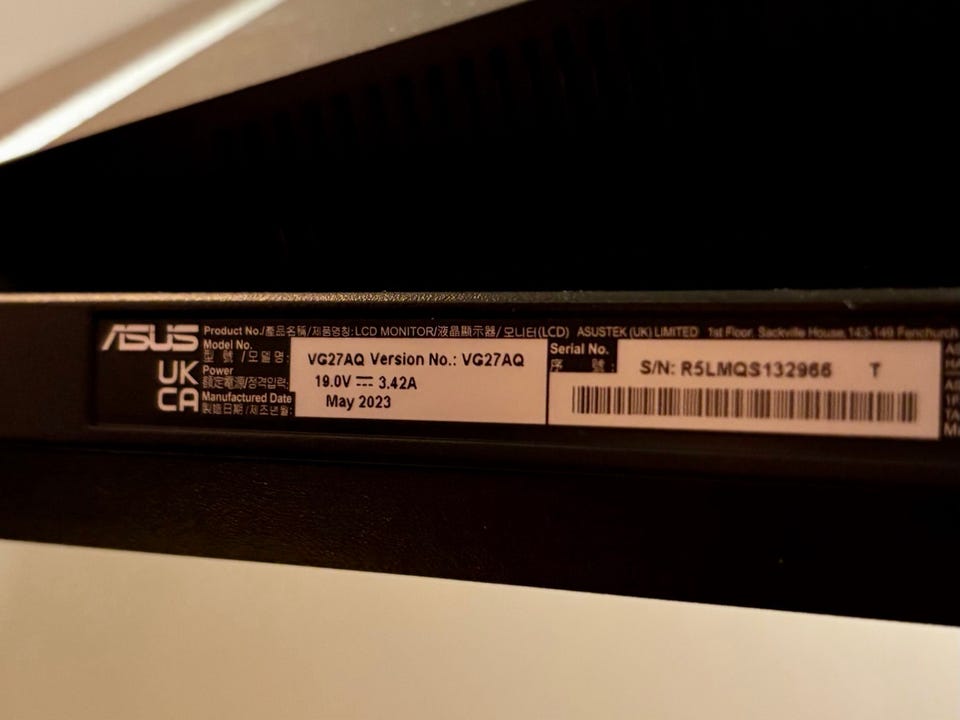 ASUS
UK
CA
Product No./產品名稱/제품명칭: LCD MONITOR/液晶顯示器/모니터(LCD) ASUSTEK (UK) LIMITED 1st Floor, Sackville House, 143-149 Fenchurch
Model No.
型 號 /모델명 :
VG27AQ Version No.: VG27AQ
Power
額定電源/정격입력:
19.0V ⎓ 3.42A
Manufactured Date
製造日期 /제조년월:
May 2023
Serial No.
序 號 :
S/N: R5LMQS132966 T